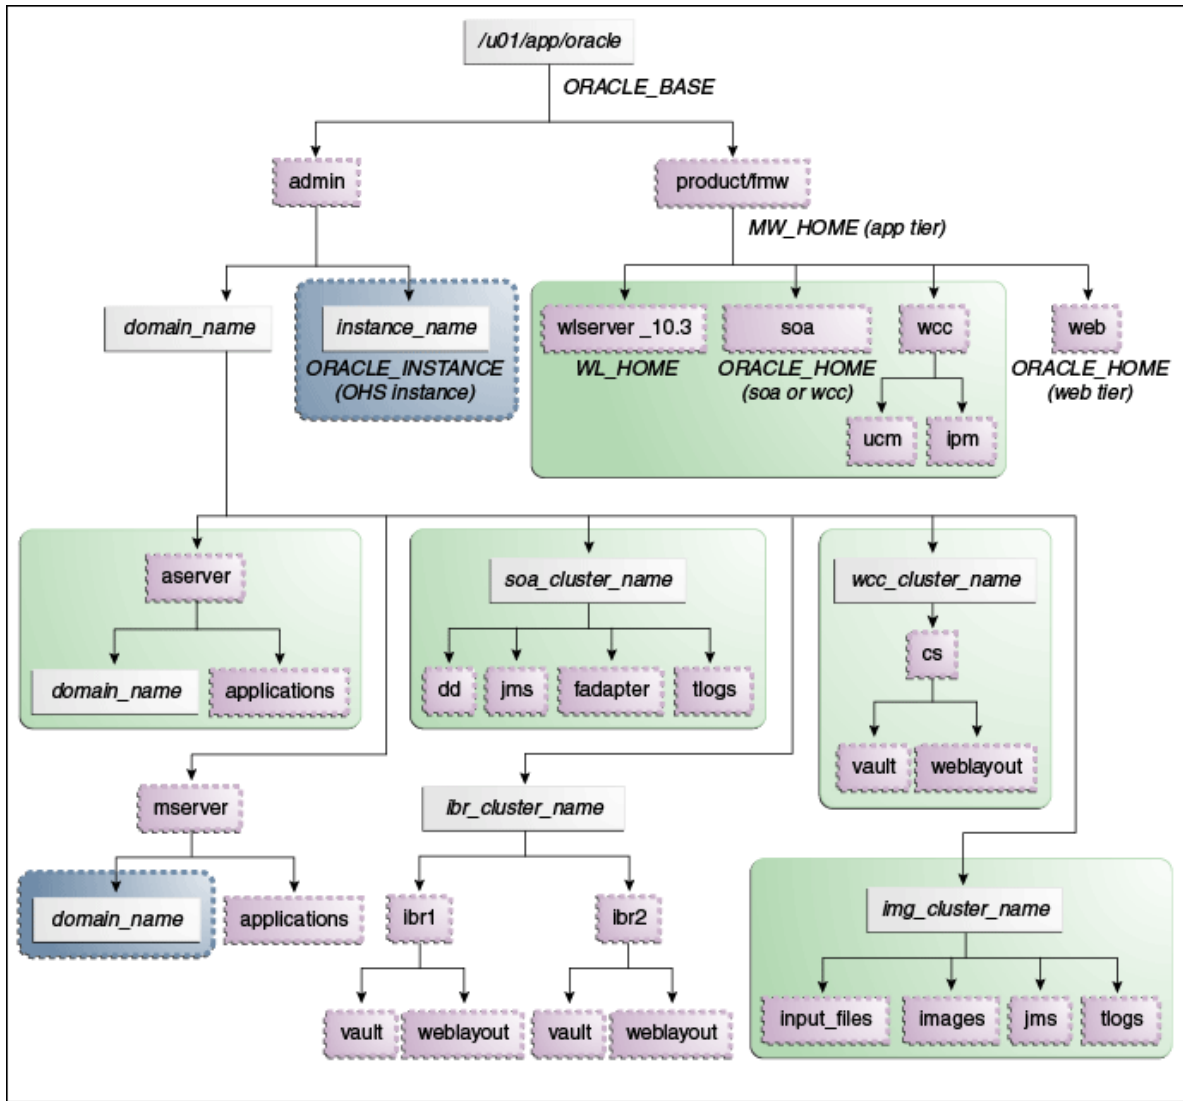 /u01/app/oracle
ORACLE_BASE
admin
product/fmw
MW_HOME (app tier)
domain_name
instance_name
ORACLE_INSTANCE
(OHS instance)
wlserver_10.3
WL_HOME
soa
ORACLE_HOME
(soa or wcc)
wcc
ucm
ipm
web
ORACLE_HOME
(web tier)
aserver
domain_name
applications
soa_cluster_name
dd
jms
fadapter
tlogs
wcc_cluster_name
cs
vault
weblayout
mserver
domain_name
applications
ibr_cluster_name
ibr1
ibr2
vault
weblayout
vault
weblayout
img_cluster_name
input_files
images
jms
tlogs